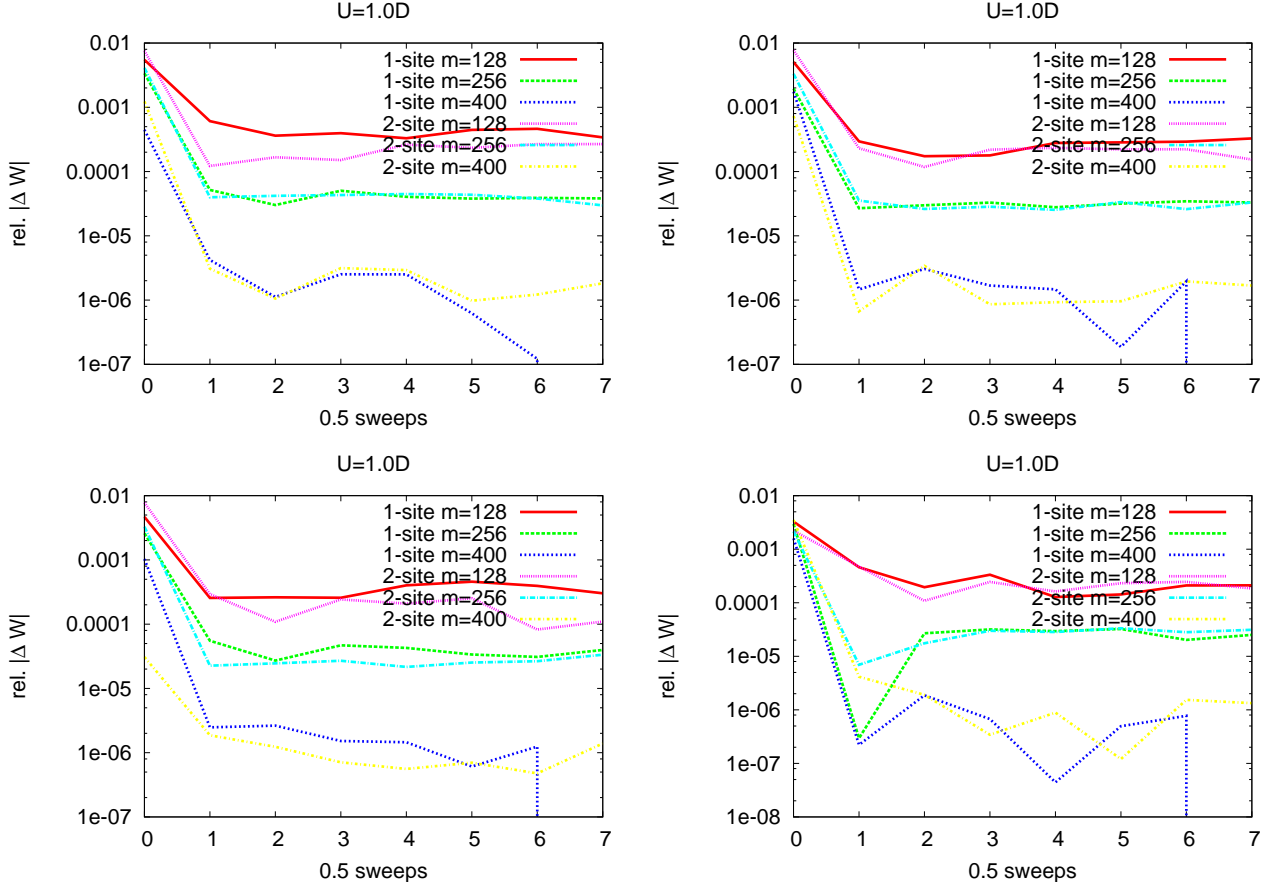 U=1.0D
0.01
0.001
0.0001
1e-05
1e-06
1e-07
rel. |Δ W|
1-site m=128
1-site m=256
1-site m=400
2-site m=128
2-site m=256
2-site m=400
0 1 2 3 4 5 6 7
0.5 sweeps
U=1.0D
0.01
0.001
0.0001
1e-05
1e-06
1e-07
rel. |Δ W|
1-site m=128
1-site m=256
1-site m=400
2-site m=128
2-site m=256
2-site m=400
0 1 2 3 4 5 6 7
0.5 sweeps
U=1.0D
0.01
0.001
0.0001
1e-05
1e-06
1e-07
rel. |Δ W|
1-site m=128
1-site m=256
1-site m=400
2-site m=128
2-site m=256
2-site m=400
0 1 2 3 4 5 6 7
0.5 sweeps
U=1.0D
0.01
0.001
0.0001
1e-05
1e-06
1e-07
1e-08
rel. |Δ W|
1-site m=128
1-site m=256
1-site m=400
2-site m=128
2-site m=256
2-site m=400
0 1 2 3 4 5 6 7
0.5 sweeps